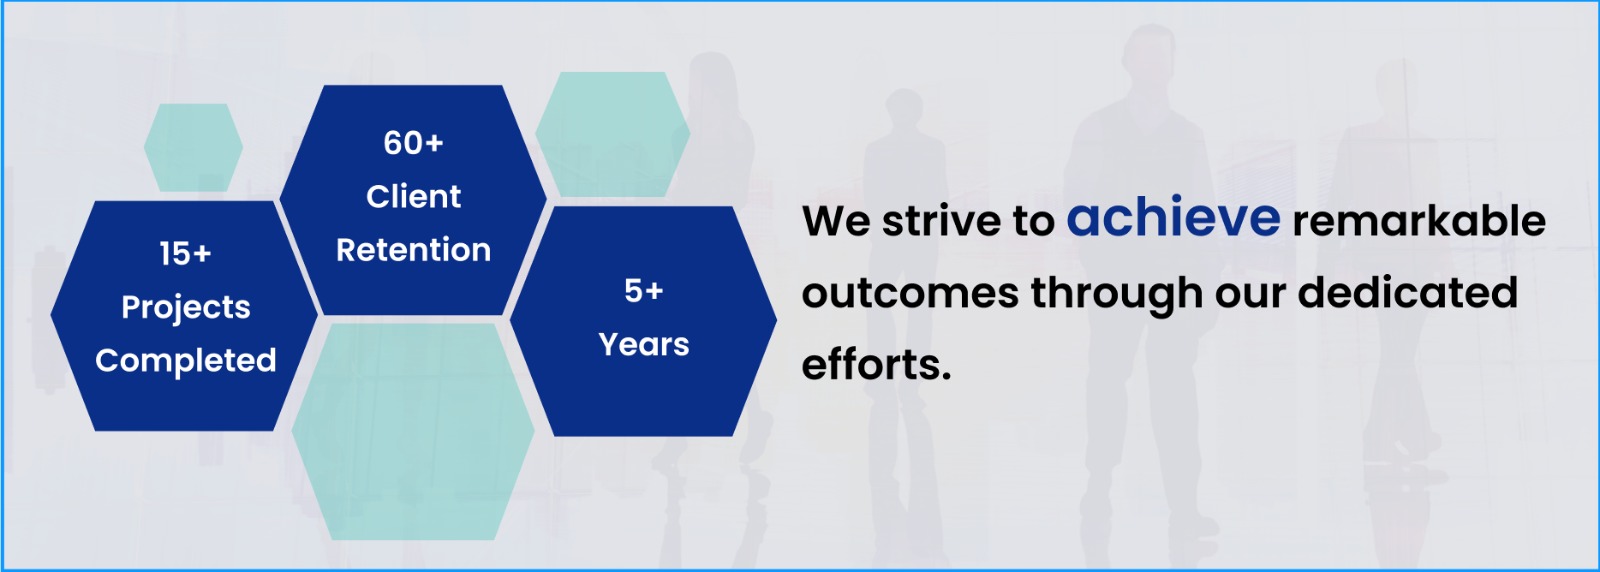 60+
Client
Retention
15+
Projects
Completed
5+
Years
We strive to achieve remarkable
outcomes through our dedicated
efforts.